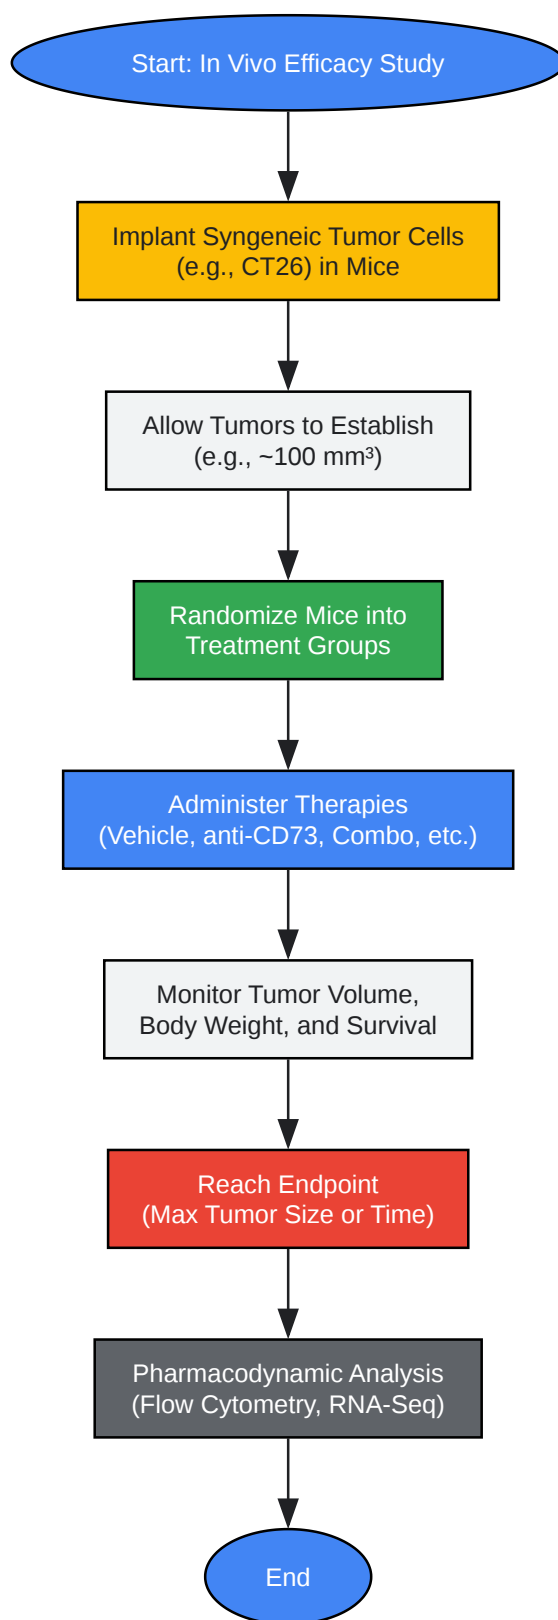 Start: In Vivo Efficacy Study
Implant Syngeneic Tumor Cells
(e.g., CT26) in Mice
Allow Tumors to Establish
(e.g., ~100 mm³)
Randomize Mice into
Treatment Groups
Administer Therapies
(Vehicle, anti-CD73, Combo, etc.)
Monitor Tumor Volume,
Body Weight, and Survival
Reach Endpoint
(Max Tumor Size or Time)
Pharmacodynamic Analysis
(Flow Cytometry, RNA-Seq)
End